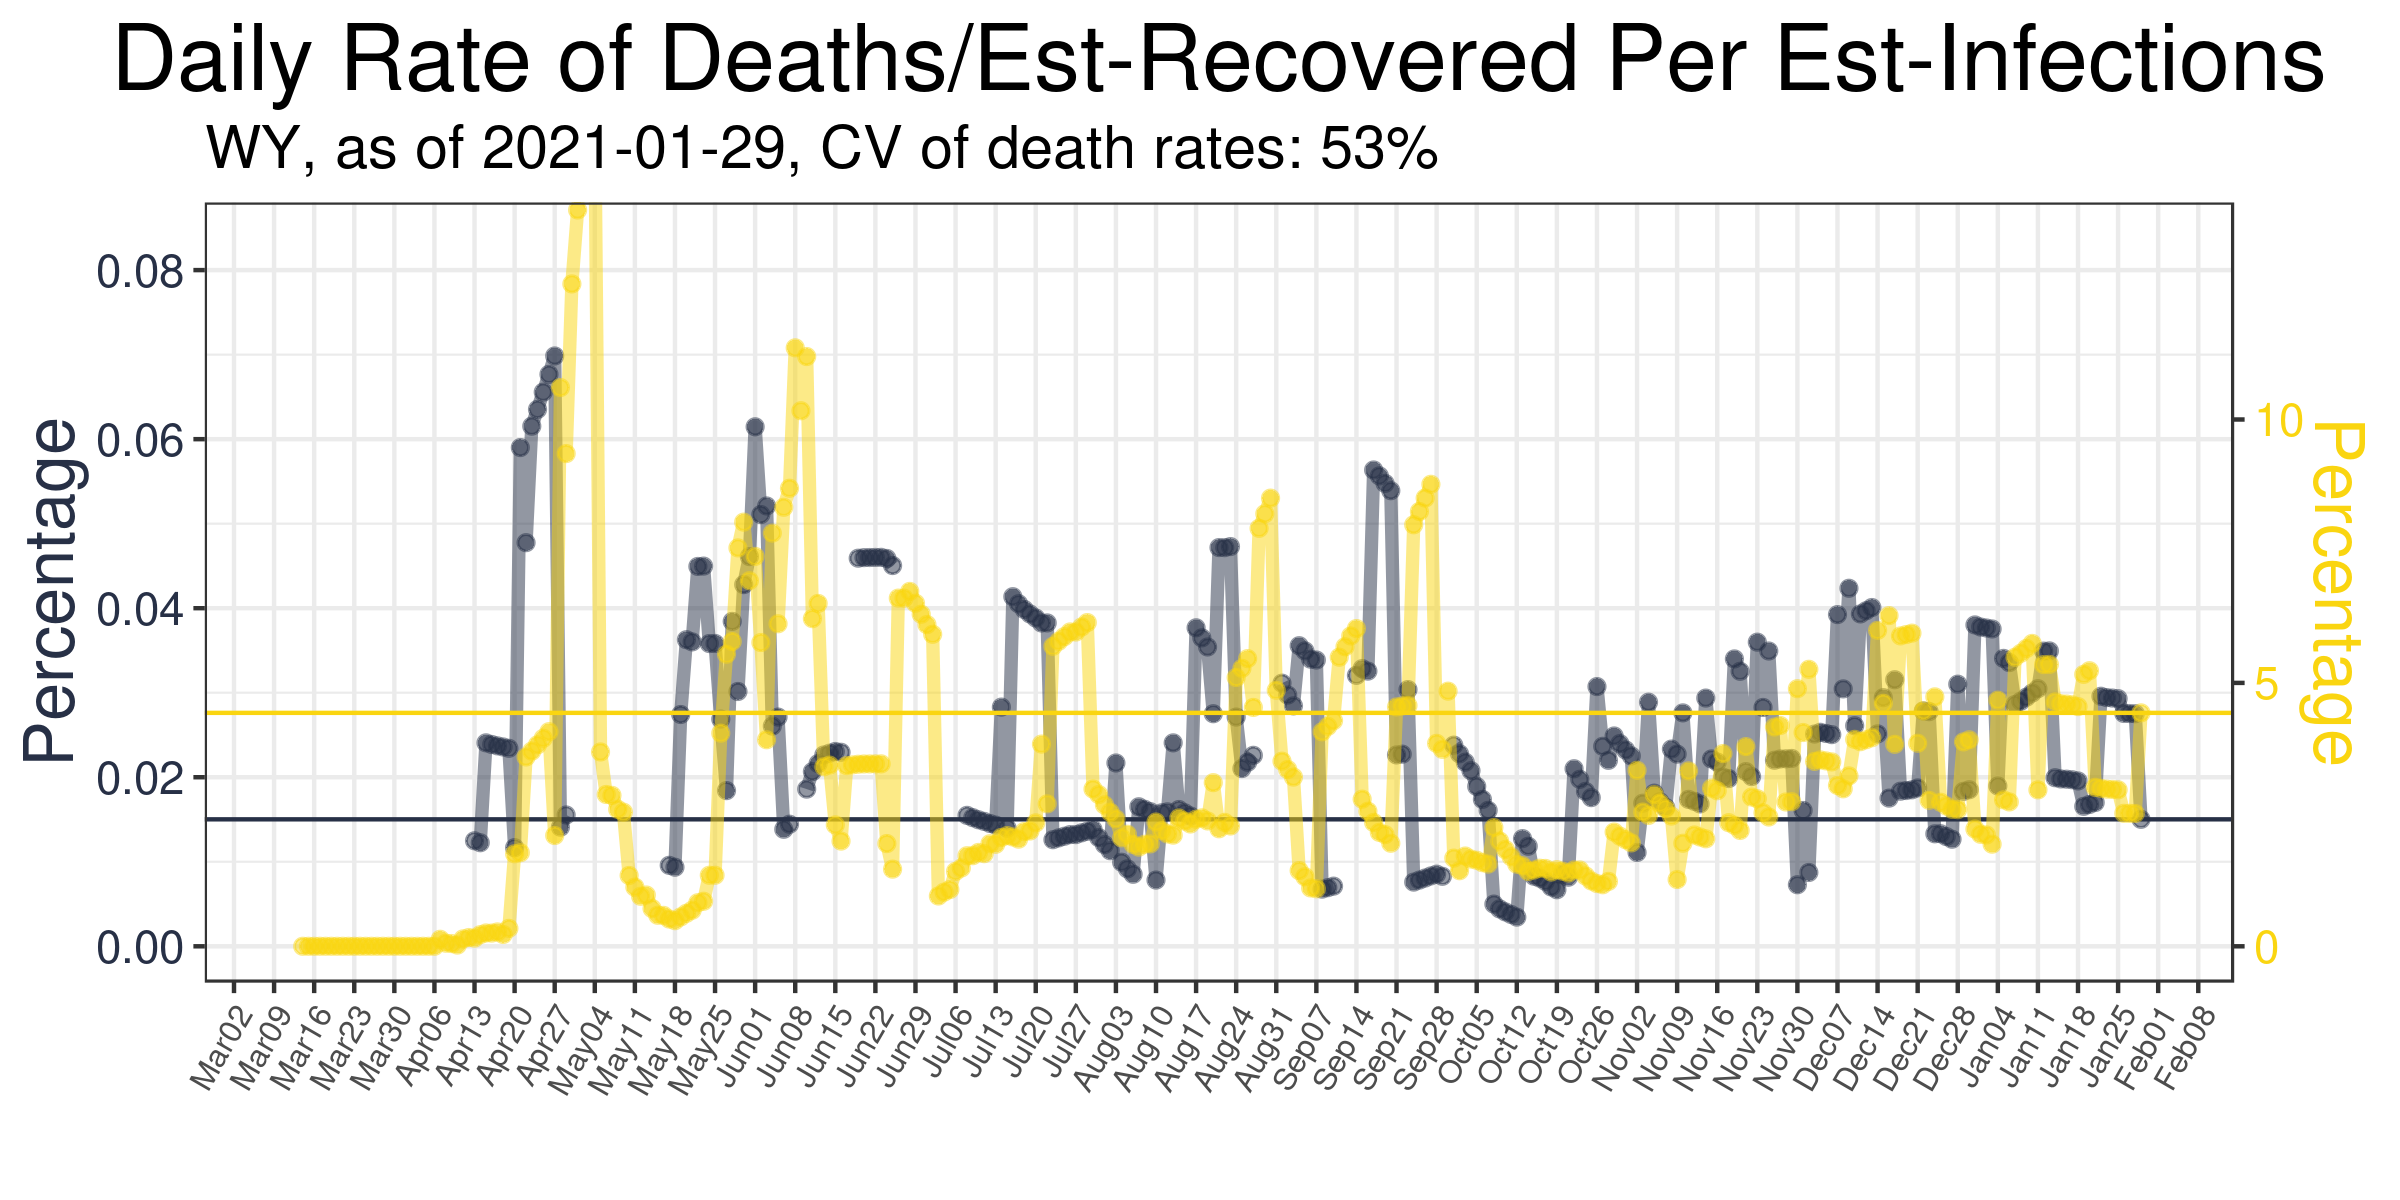 Daily Rate of Deaths/Est-Recovered Per Est-Infections
WY, as of 2021-01-29, CV of death rates: 53%
Percentage
0.08
0.06
0.04
0.02
0.00
10
5
0
Percentage
Mar02
Mar09
Mar16
Mar23
Mar30
Apr06
Apr13
Apr20
Apr27
May04
May11
May18
May25
Jun01
Jun08
Jun15
Jun22
Jun29
Jul06
Jul13
Jul20
Jul27
Aug03
Aug10
Aug17
Aug24
Aug31
Sep07
Sep14
Sep21
Sep28
Oct05
Oct12
Oct19
Oct26
Nov02
Nov09
Nov16
Nov23
Nov30
Dec07
Dec14
Dec21
Dec28
Jan04
Jan11
Jan18
Jan25
Feb01
Feb08